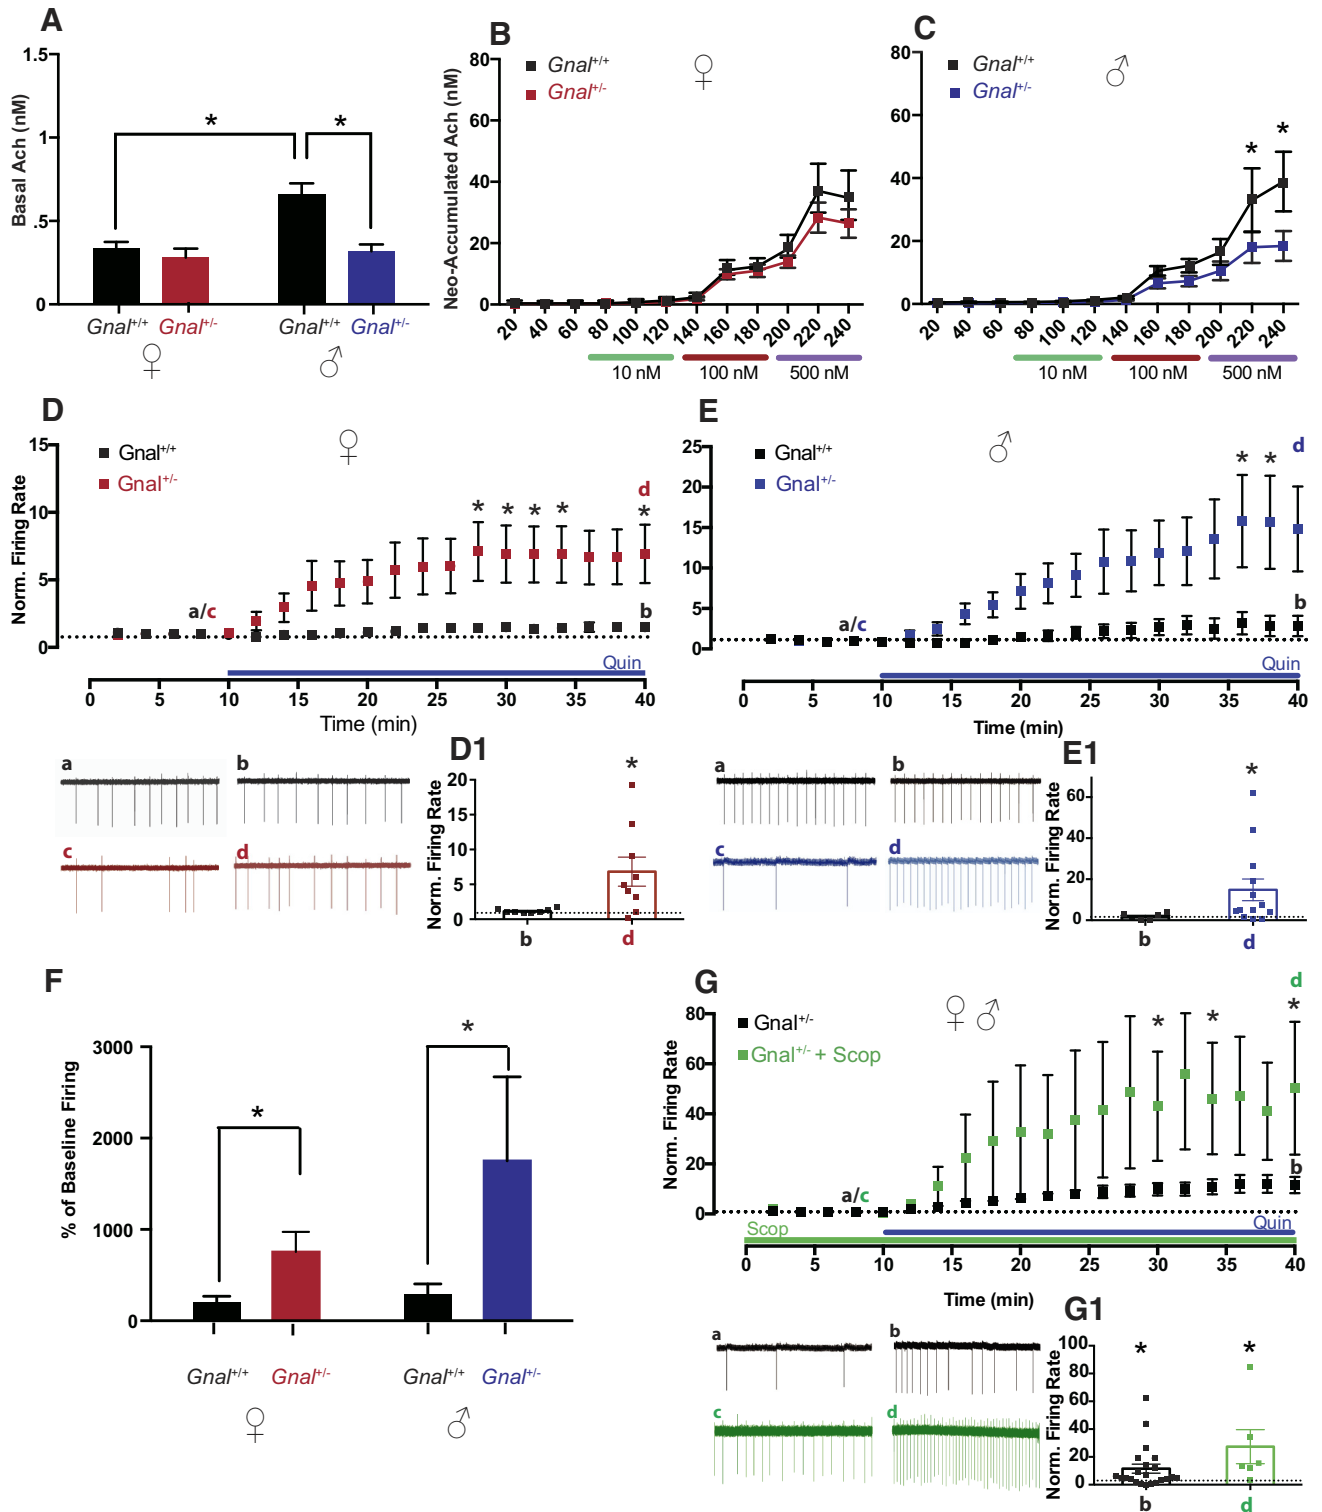 A
1.5
1
.5
0
Basal Ach (nM)
*
*
Gnal+/+
Gnal+/-
Gnal+/+
Gnal+/-
♀
♂
B
80
60
40
20
0
Neo-Accumulated Ach (nM)
Gnal+/+
Gnal+/-
♀
20 40 60 80 100 120 140 160 180 200 220 240
10 nM 100 nM 500 nM
C
80
60
40
20
0
Gnal+/+
Gnal+/-
♂
*
*
20 40 60 80 100 120 140 160 180 200 220 240
10 nM 100 nM 500 nM
D
15
10
5
0
Norm. Firing Rate
Gnal+/+
Gnal+/-
♀
d
* * * * *
a/c
b
Quin
0 5 10 15 20 25 30 35 40
Time (min)
a
b
c
d
D1
20
15
10
5
0
Norm. Firing Rate
*
b
d
E
25
20
15
10
5
0
Norm. Firing Rate
Gnal+/+
Gnal+/-
♂
d
* *
a/c
b
Quin
0 5 10 15 20 25 30 35 40
Time (min)
a
b
c
d
E1
60
40
20
0
Norm. Firing Rate
*
b
d
F
3000
2000
1000
0
% of Baseline Firing
*
*
Gnal+/+
Gnal+/-
Gnal+/+
Gnal+/-
♀
♂
G
80
60
40
20
0
Norm. Firing Rate
Gnal+/-
Gnal+/- + Scop
♀ ♂
d
* * *
a/c
b
Scop
Quin
0 5 10 15 20 25 30 35 40
Time (min)
a
b
c
d
G1
100
80
60
40
20
0
Norm. Firing Rate
* *
b
d